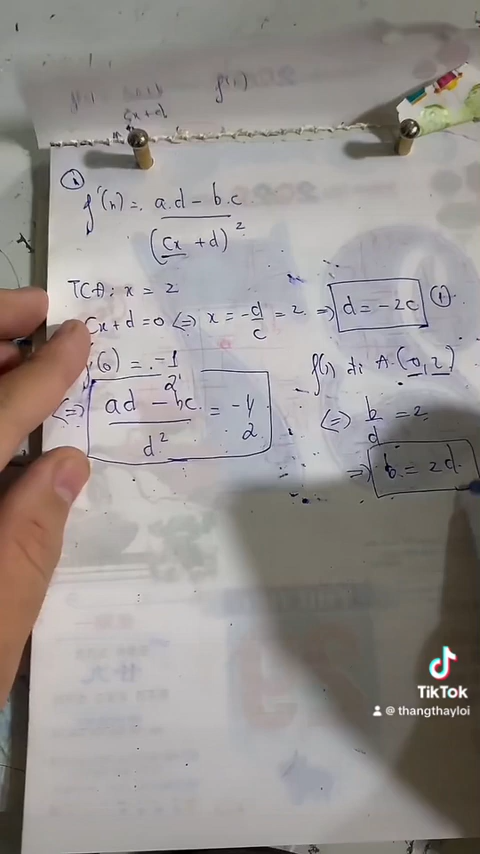 ①
f'(x) = a.d - b.c
(cx + d)²
TCĐ: x = 2
cx + d = 0 <=> x = -d/c = 2 => d = -2c ①
f'(0) = -1/2
f(x) đi A (0, 2)
<=> ad - bc / d² = -1/2
<=> b/d = 2
=> b = 2d
TikTok
@ thangthayloi